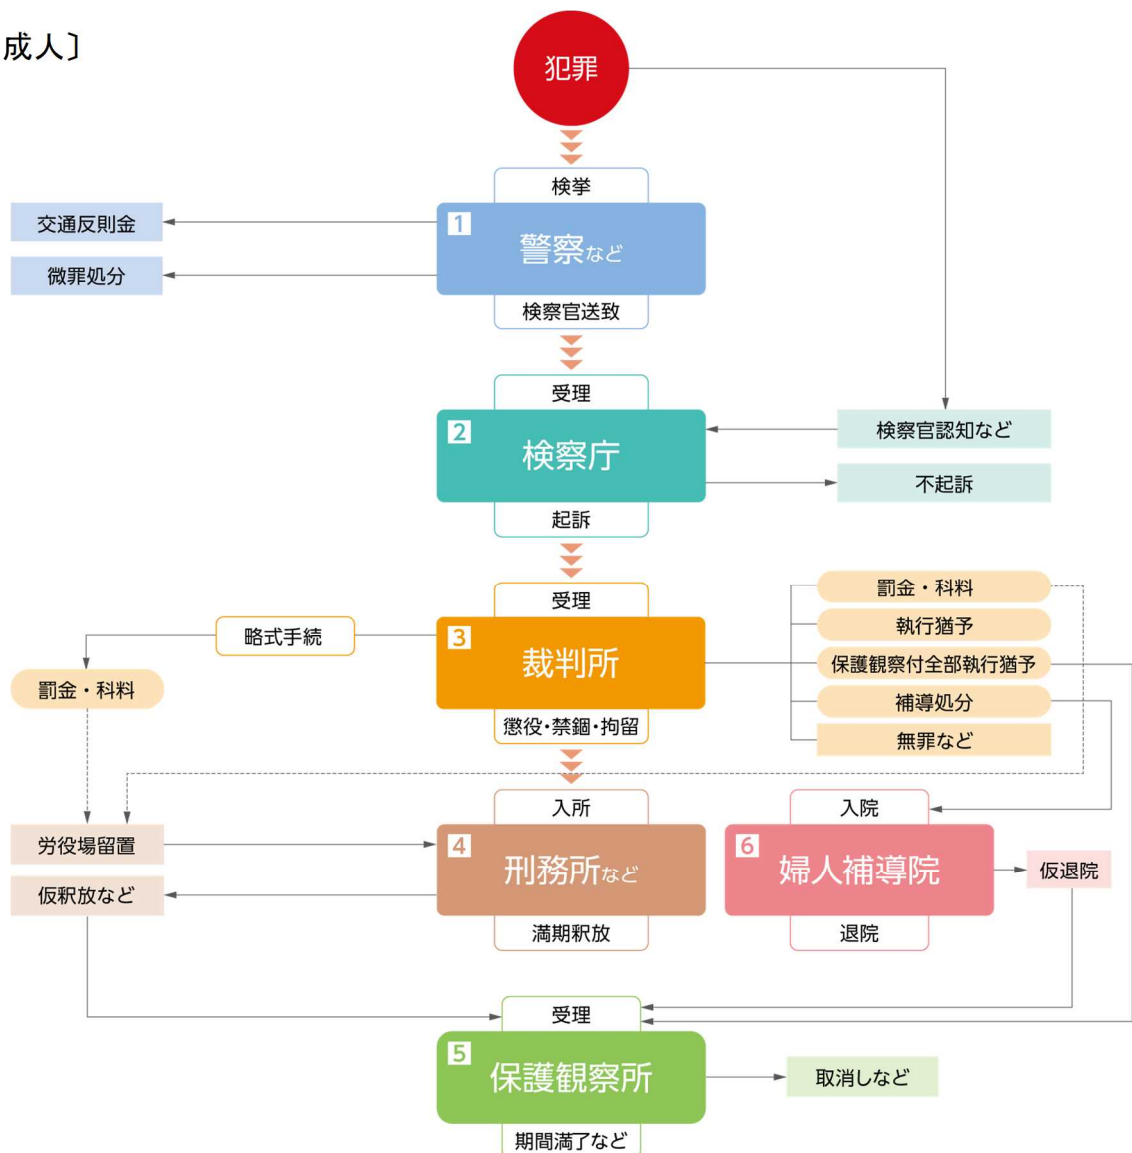 成人〕
犯罪
検挙
1
警察など
交通反則金
微罪処分
検察官送致
受理
2
検察庁
検察官認知など
不起訴
起訴
受理
3
裁判所
略式手続
罰金・科料
罰金・科料
執行猶予
保護観察付全部執行猶予
補導処分
無罪など
懲役・禁錮・拘留
入所
4
刑務所など
労役場留置
仮釈放など
満期釈放
入院
6
婦人補導院
仮退院
退院
受理
5
保護観察所
取消しなど
期間満了など